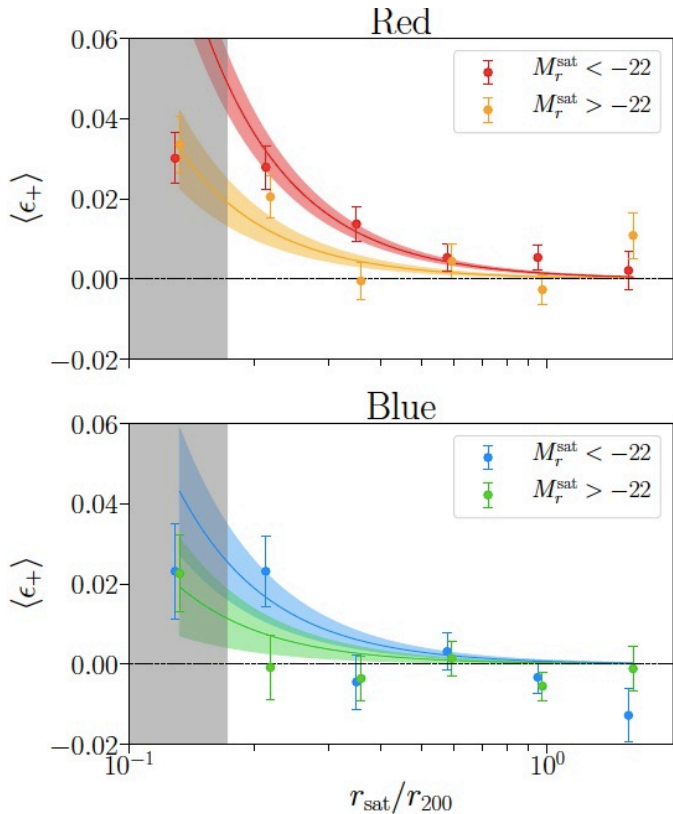 Red
0.06
0.04
0.02
0.00
−0.02
⟨ϵ₊⟩
M_r^sat < −22
M_r^sat > −22
Blue
0.06
0.04
0.02
0.00
−0.02
⟨ϵ₊⟩
M_r^sat < −22
M_r^sat > −22
10⁻¹
10⁰
r_sat/r_200